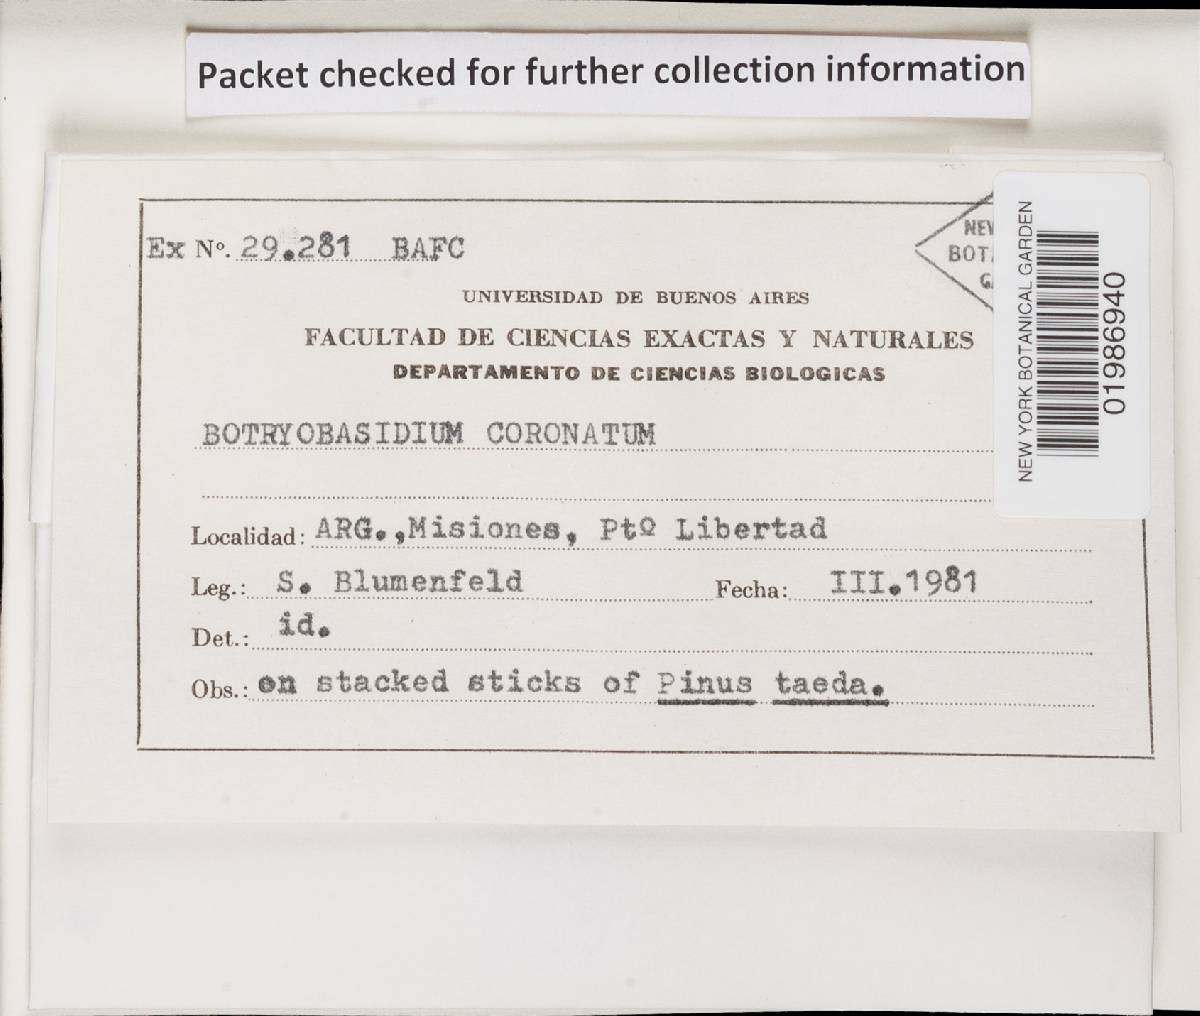 Packet checked for further collection information
Ex Nº. 29.281 BAFC
UNIVERSIDAD DE BUENOS AIRES
FACULTAD DE CIENCIAS EXACTAS Y NATURALES
DEPARTAMENTO DE CIENCIAS BIOLOGICAS
BOTRYOBASIDIUM CORONATUM
Localidad: ARG., Misiones, Ptº Libertad
Leg.: S. Blumenfeld Fecha: III.1981
Det.: id.
Obs.: on stacked sticks of Pinus taeda.
NEW YORK BOTANICAL GARDEN
01986940